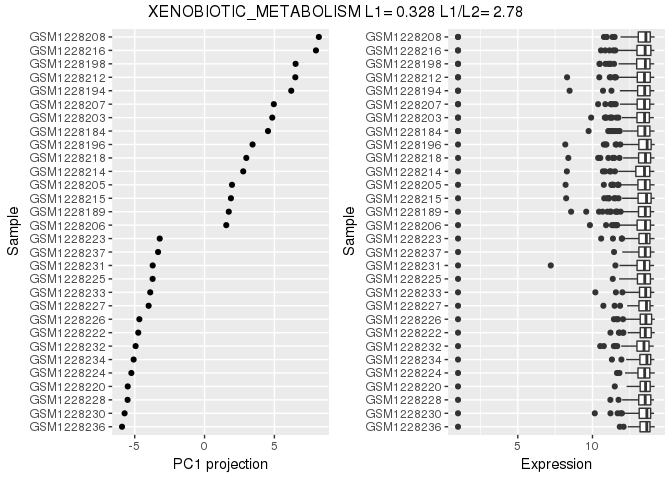 XENOBIOTIC_METABOLISM L1= 0.328 L1/L2= 2.78
Sample
GSM1228208
GSM1228216
GSM1228198
GSM1228212
GSM1228194
GSM1228207
GSM1228203
GSM1228184
GSM1228196
GSM1228218
GSM1228214
GSM1228205
GSM1228215
GSM1228189
GSM1228206
GSM1228223
GSM1228237
GSM1228231
GSM1228225
GSM1228233
GSM1228227
GSM1228226
GSM1228222
GSM1228232
GSM1228234
GSM1228224
GSM1228220
GSM1228228
GSM1228230
GSM1228236
-5 0 5
PC1 projection
Sample
GSM1228208
GSM1228216
GSM1228198
GSM1228212
GSM1228194
GSM1228207
GSM1228203
GSM1228184
GSM1228196
GSM1228218
GSM1228214
GSM1228205
GSM1228215
GSM1228189
GSM1228206
GSM1228223
GSM1228237
GSM1228231
GSM1228225
GSM1228233
GSM1228227
GSM1228226
GSM1228222
GSM1228232
GSM1228234
GSM1228224
GSM1228220
GSM1228228
GSM1228230
GSM1228236
5 10
Expression